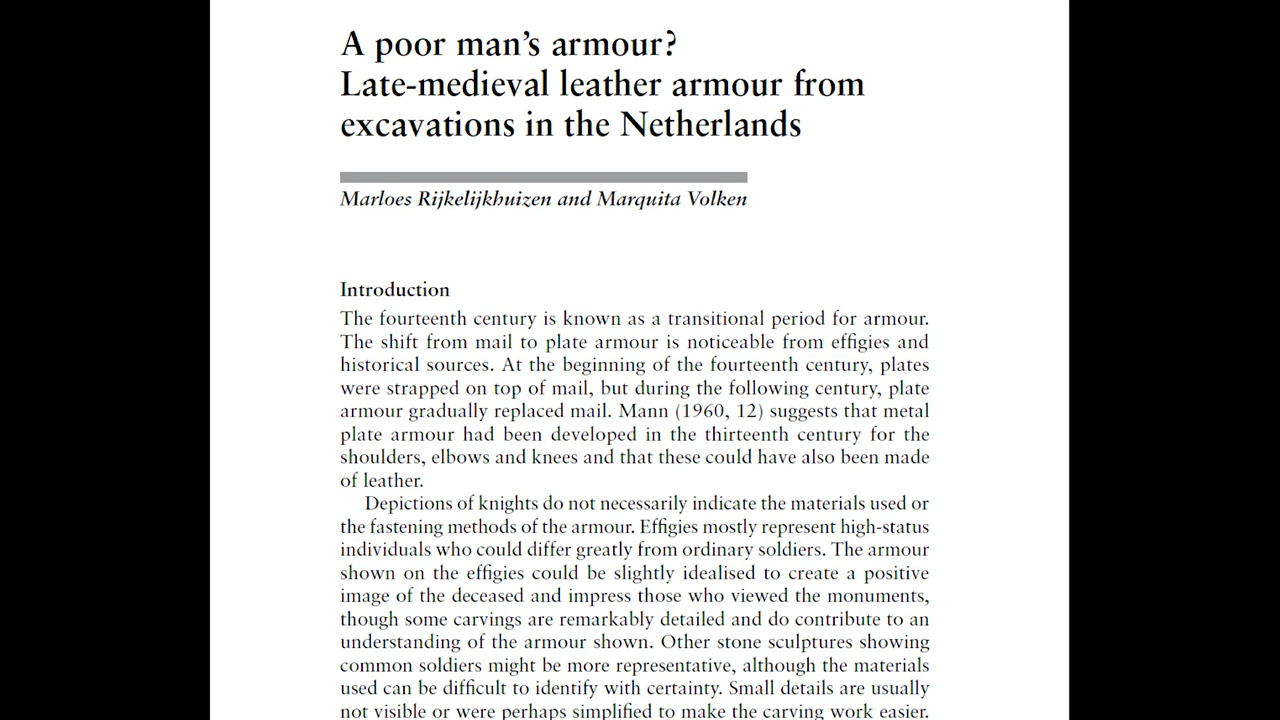 A poor man’s armour?
Late-medieval leather armour from
excavations in the Netherlands
Marloes Rijkelijkhuizen and Marquita Volken
Introduction
The fourteenth century is known as a transitional period for armour.
The shift from mail to plate armour is noticeable from effigies and
historical sources. At the beginning of the fourteenth century, plates
were strapped on top of mail, but during the following century, plate
armour gradually replaced mail. Mann (1960, 12) suggests that metal
plate armour had been developed in the thirteenth century for the
shoulders, elbows and knees and that these could have also been made
of leather.
Depictions of knights do not necessarily indicate the materials used or
the fastening methods of the armour. Effigies mostly represent high-status
individuals who could differ greatly from ordinary soldiers. The armour
shown on the effigies could be slightly idealised to create a positive
image of the deceased and impress those who viewed the monuments,
though some carvings are remarkably detailed and do contribute to an
understanding of the armour shown. Other stone sculptures showing
common soldiers might be more representative, although the materials
used can be difficult to identify with certainty. Small details are usually
not visible or were perhaps simplified to make the carving work easier.